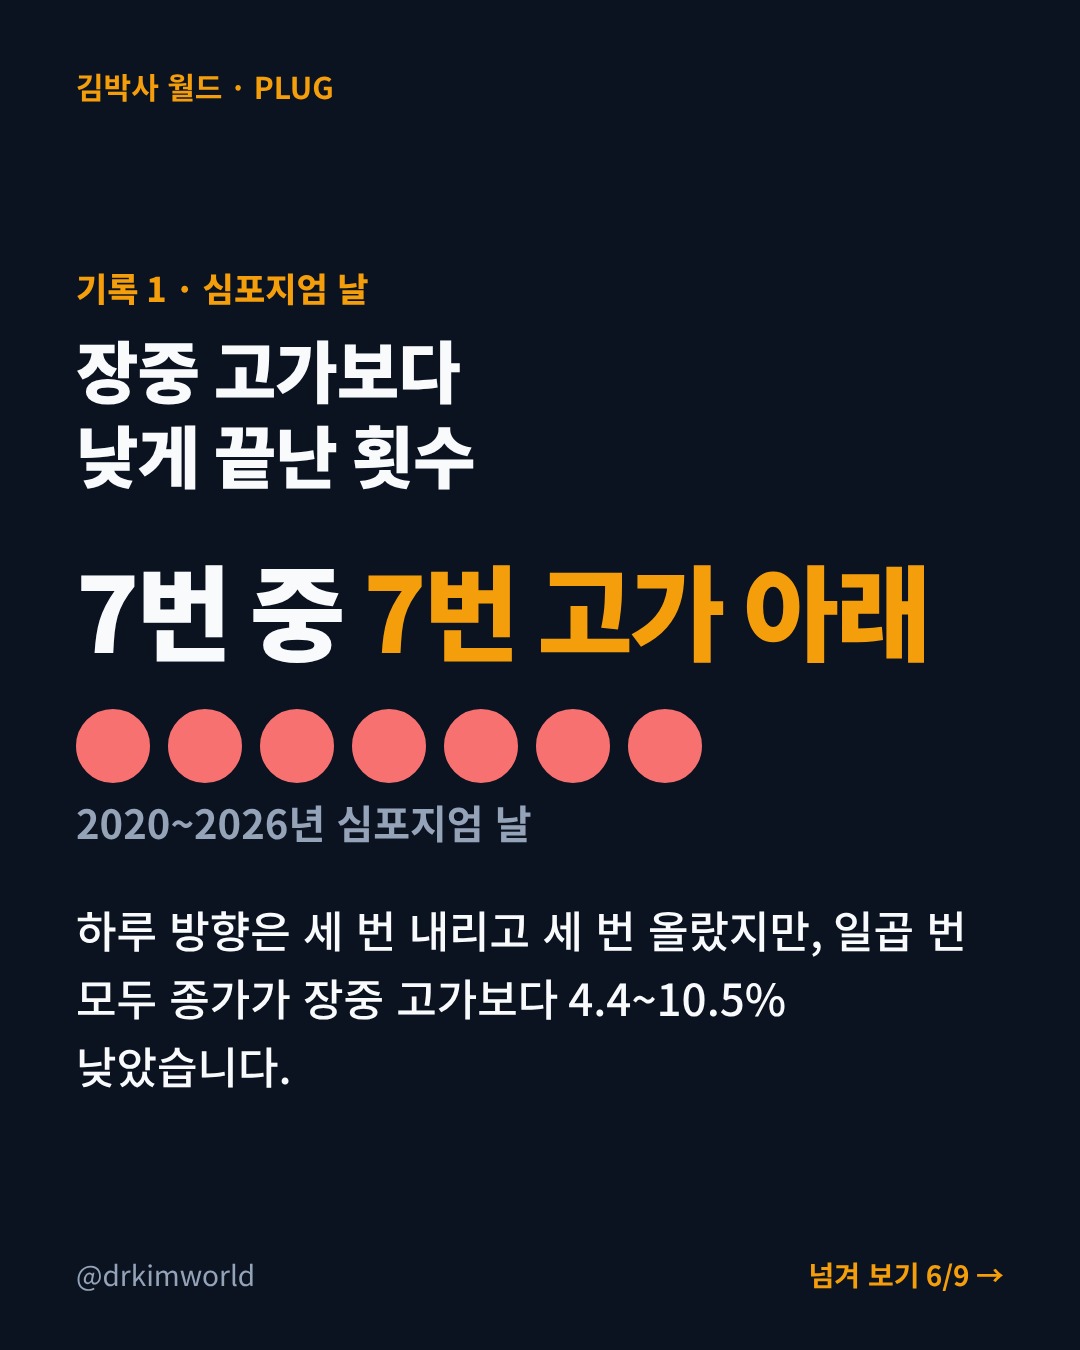 김박사 월드 · PLUG
기록 1 · 심포지엄 날
장중 고가보다
낮게 끝난 횟수
7번 중 7번 고가 아래
2020~2026년 심포지엄 날
하루 방향은 세 번 내리고 세 번 올랐지만, 일곱 번
모두 종가가 장중 고가보다 4.4~10.5%
낮았습니다.
@drkimworld
넘겨 보기 6/9 →